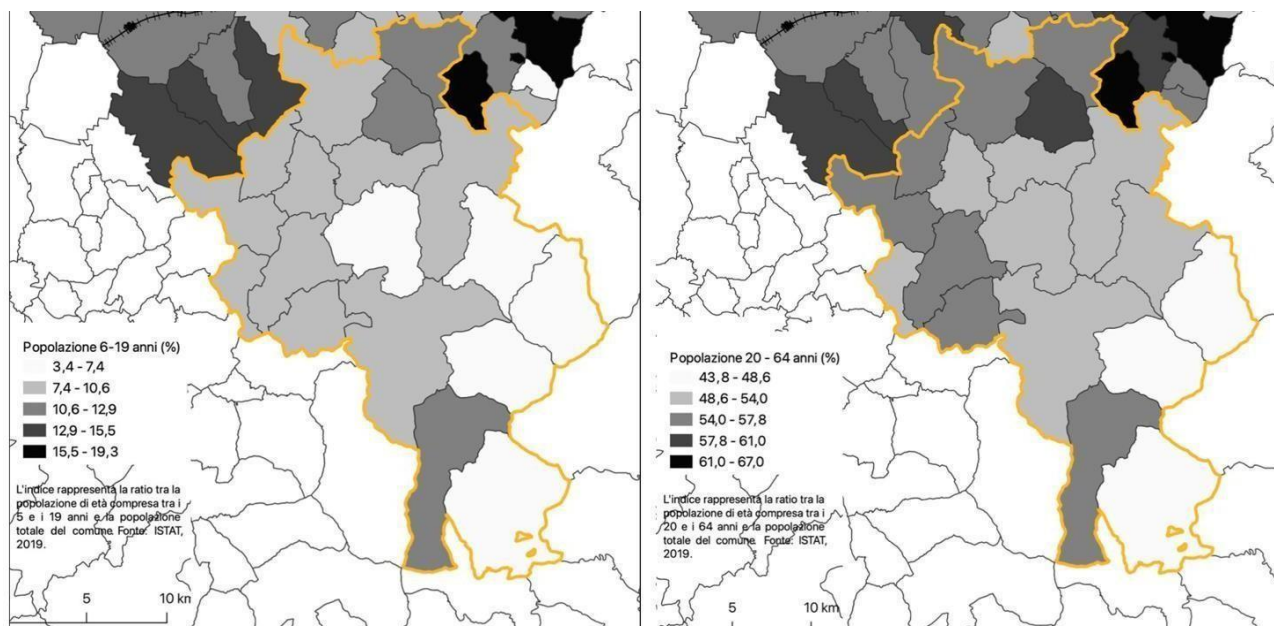 Popolazione 6-19 anni (%)
3,4 - 7,4
7,4 - 10,6
10,6 - 12,9
12,9 - 15,5
15,5 - 19,3
L'indice rappresenta la ratio tra la
popolazione di età compresa tra i
5 e i 19 anni e la popolazione
totale del comune. Fonte: ISTAT,
2019.
5 10 km
Popolazione 20 - 64 anni (%)
43,8 - 48,6
48,6 - 54,0
54,0 - 57,8
57,8 - 61,0
61,0 - 67,0
L'indice rappresenta la ratio tra la
popolazione di età compresa tra i
20 e i 64 anni e la popolazione
totale del comune. Fonte: ISTAT,
2019.
5 10 km